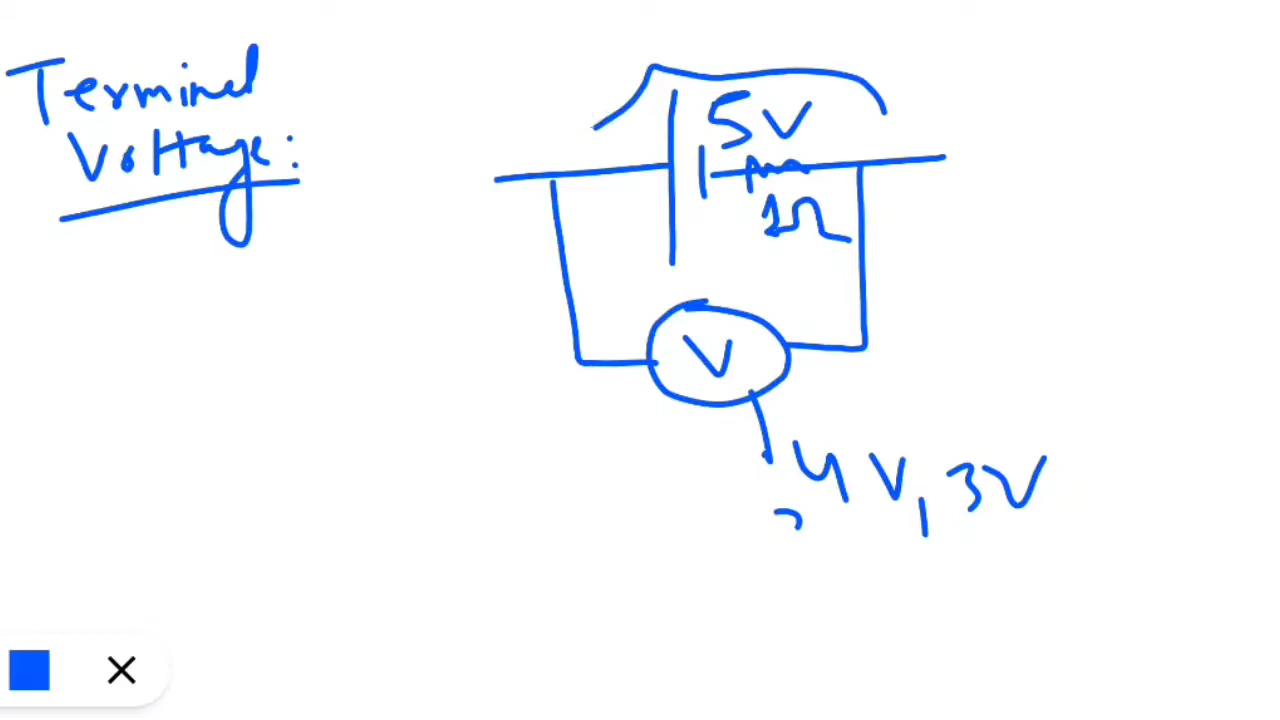 Terminal
Voltage:
5V
1Ω
V
4V, 3V